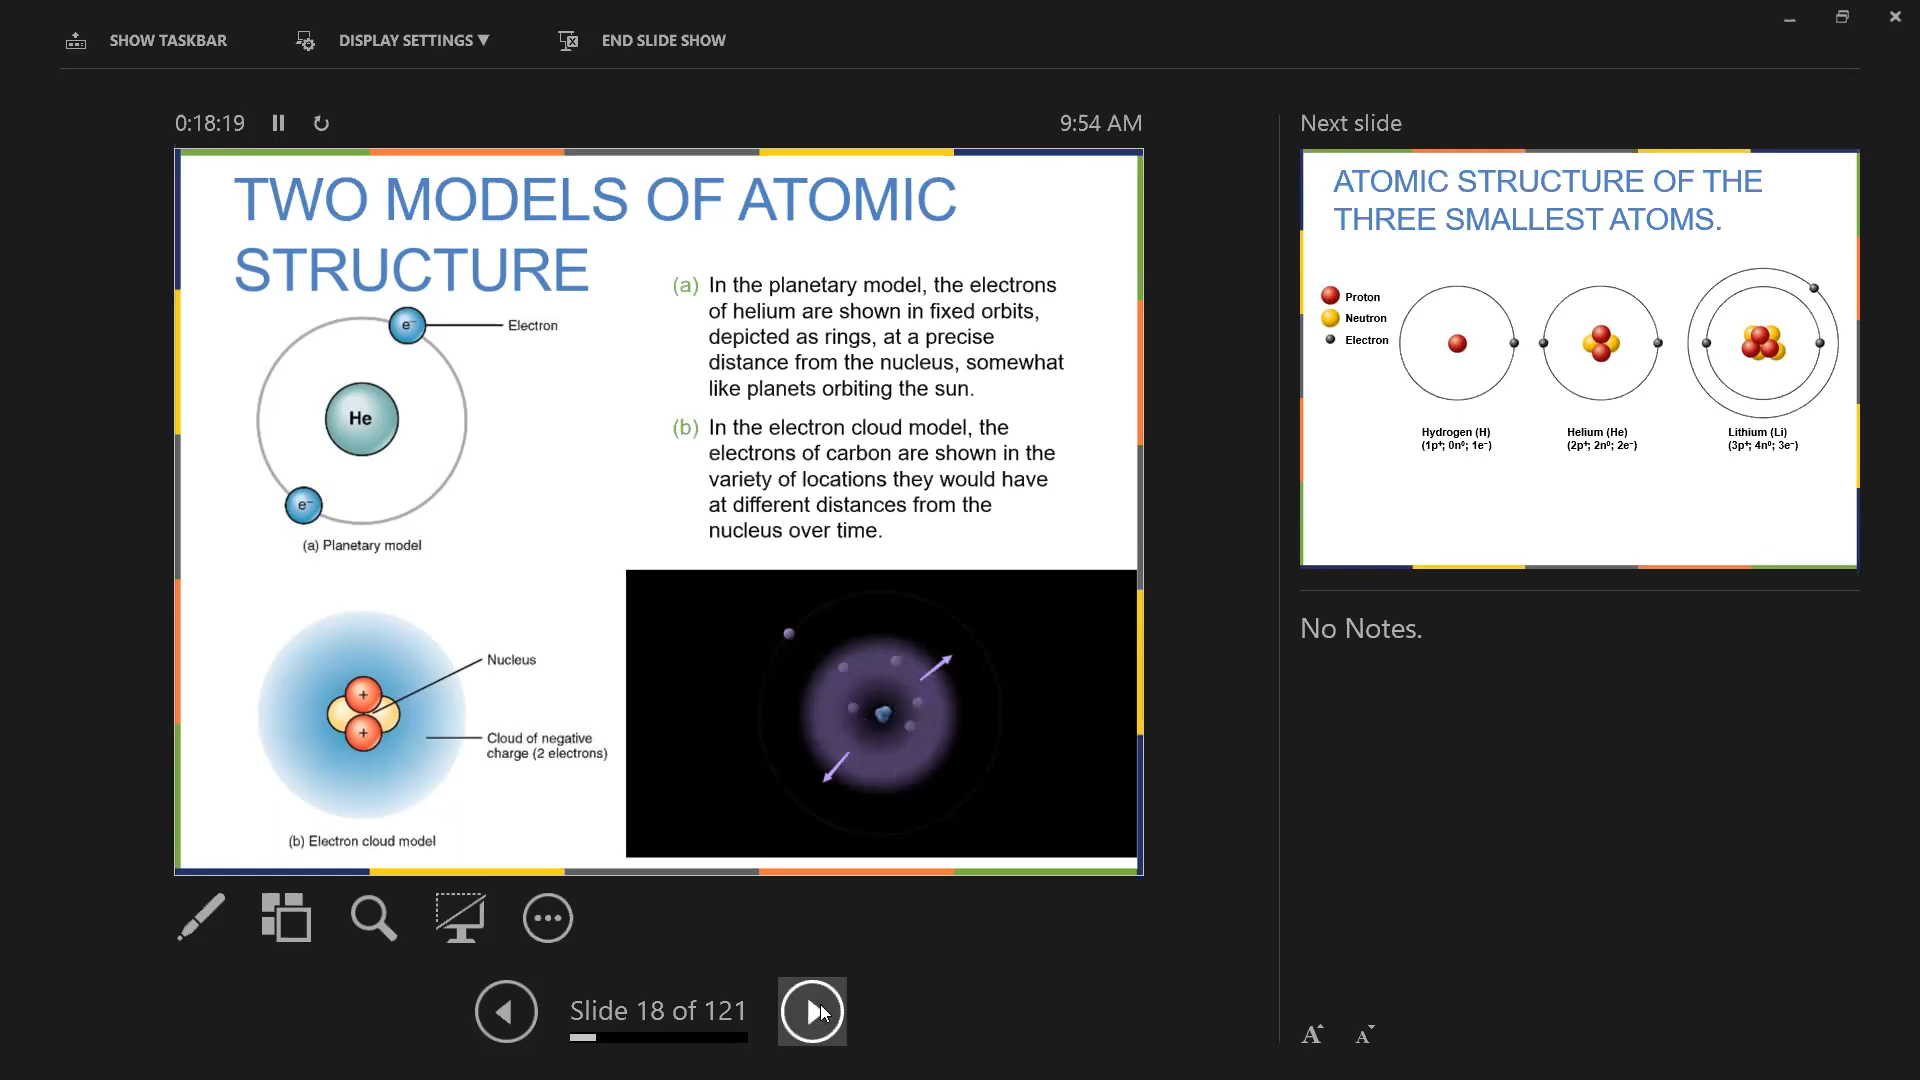 SHOW TASKBAR
DISPLAY SETTINGS ▼
END SLIDE SHOW
0:18:19
9:54 AM
TWO MODELS OF ATOMIC
STRUCTURE
(a) In the planetary model, the electrons
of helium are shown in fixed orbits,
depicted as rings, at a precise
distance from the nucleus, somewhat
like planets orbiting the sun.
(b) In the electron cloud model, the
electrons of carbon are shown in the
variety of locations they would have
at different distances from the
nucleus over time.
e⁻
Electron
He
e⁻
(a) Planetary model
Nucleus
+
+
Cloud of negative
charge (2 electrons)
(b) Electron cloud model
Slide 18 of 121
Next slide
ATOMIC STRUCTURE OF THE
THREE SMALLEST ATOMS.
Proton
Neutron
Electron
Hydrogen (H)
(1p⁺; 0n⁰; 1e⁻)
Helium (He)
(2p⁺; 2n⁰; 2e⁻)
Lithium (Li)
(3p⁺; 4n⁰; 3e⁻)
No Notes.
A
A